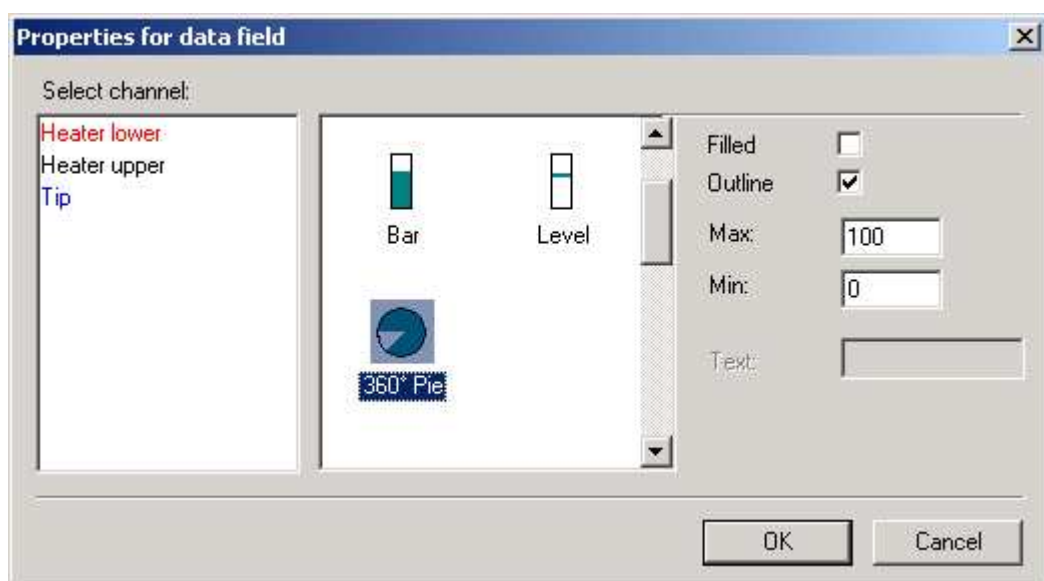 Properties for data field
Select channel:
Heater lower
Heater upper
Tip
Bar
Level
360° Pie
Filled
Outline
Max: 100
Min: 0
Text:
OK
Cancel